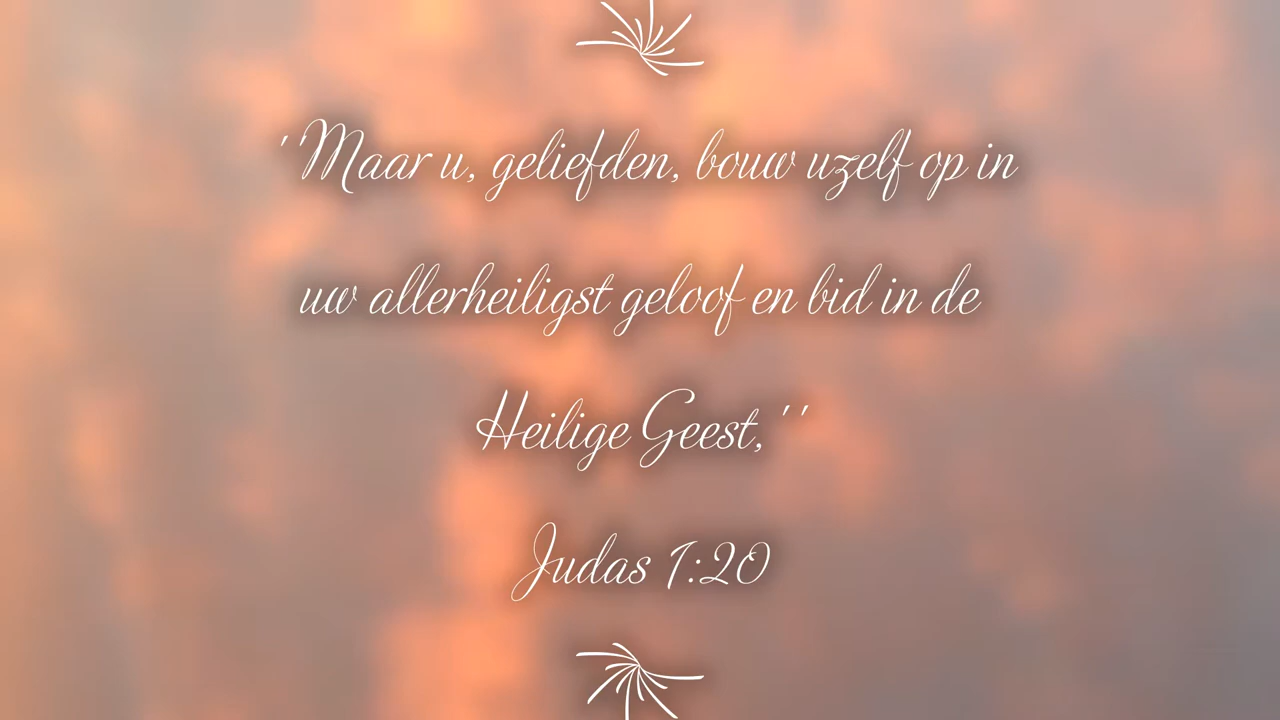 ''Maar u, geliefden, bouw uzelf op in
uw allerheiligst geloof en bid in de
Heilige Geest,''
Judas 1:20